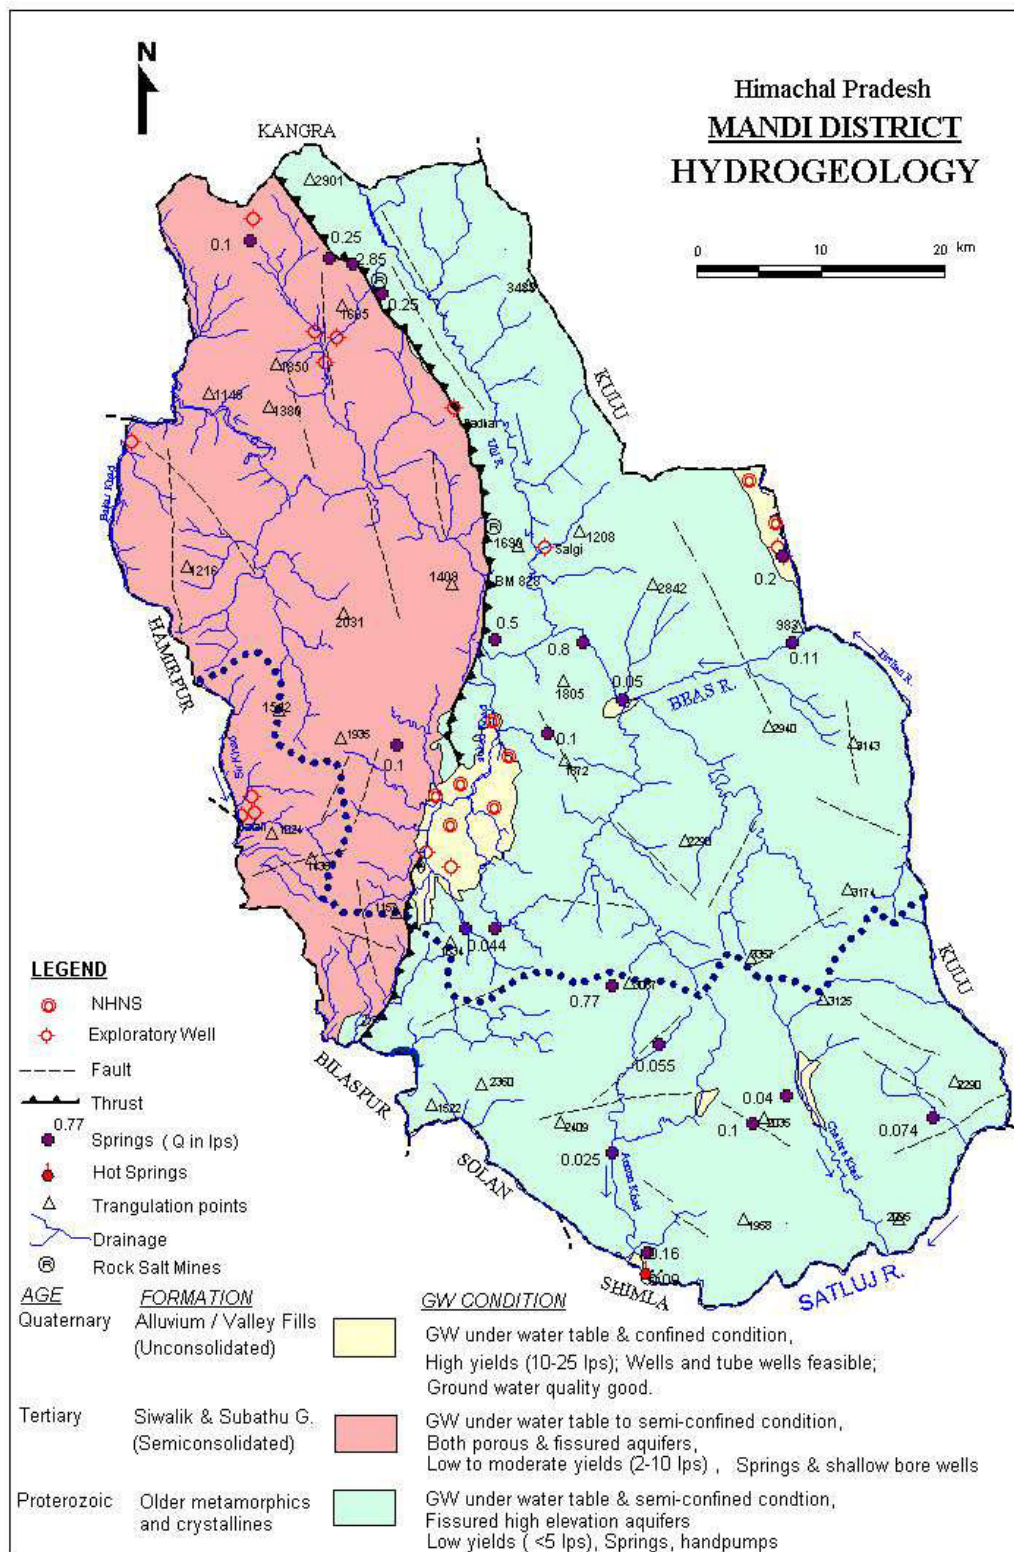 N
Himachal Pradesh
MANDI DISTRICT
HYDROGEOLOGY
0 10 20 km
KANGRA
2901
0.1
0.25
2.85
R
0.25
1605
1850
1146
1380
KULU
Uhl R.
R
1690
Salgi
1208
BM 828
1216
1409
2842
2031
0.2
983
0.11
HAMIRPUR
0.5
0.8
0.05
BEAS R.
1805
1542
1936
0.1
0.1
1872
2940
3143
1324
2290
1153
3174
0.044
KULU
0.77
3125
LEGEND
NHNS
Exploratory Well
Fault
Thrust
0.77
Springs ( Q in lps)
Hot Springs
Trangulation points
Drainage
R Rock Salt Mines
BILASPUR
2360
1522
0.055
0.04
0.1
2290
0.074
2409
SOLAN
0.025
1958
0.16
SHIMLA
SATLUJ R.
AGE FORMATION GW CONDITION
Quaternary Alluvium / Valley Fills
(Unconsolidated)
GW under water table & confined condition,
High yields (10-25 lps); Wells and tube wells feasible;
Ground water quality good.
Tertiary Siwalik & Subathu G.
(Semiconsolidated)
GW under water table to semi-confined condition,
Both porous & fissured aquifers,
Low to moderate yields (2-10 lps) , Springs & shallow bore wells
Proterozoic Older metamorphics
and crystallines
GW under water table & semi-confined condtion,
Fissured high elevation aquifers
Low yields ( <5 lps), Springs, handpumps